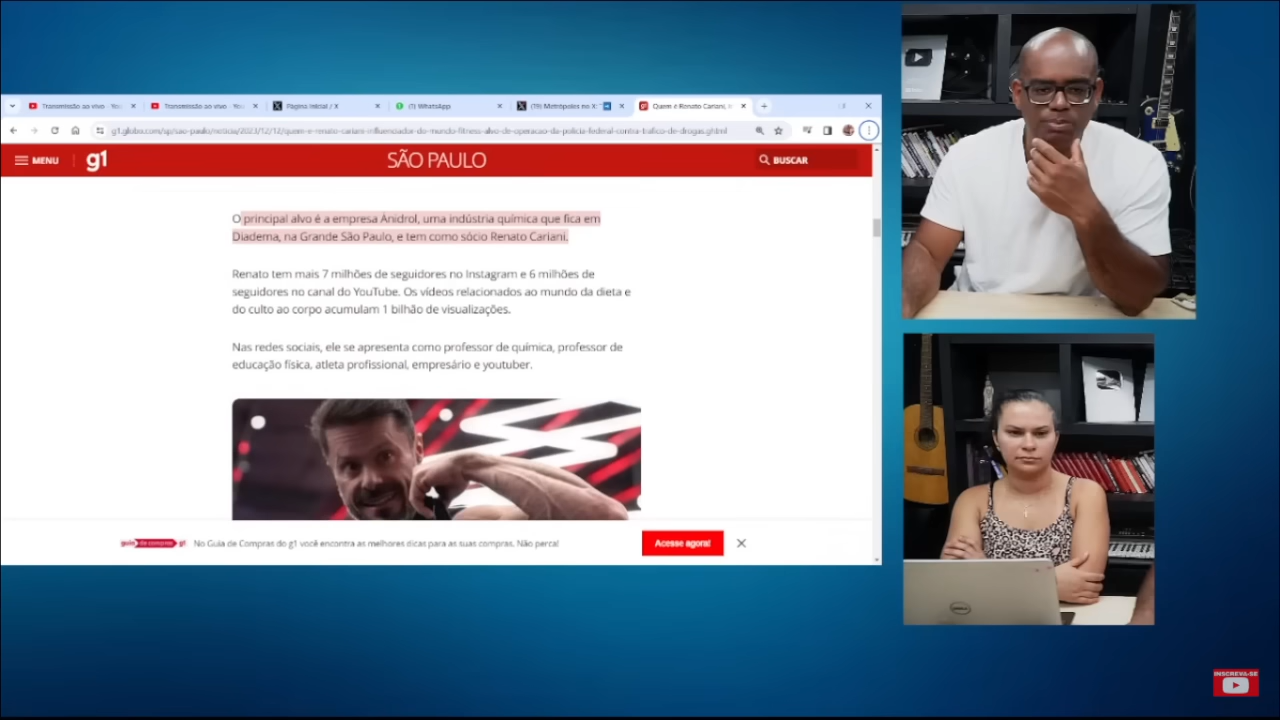 Transmissão ao vivo - You
Transmissão ao vivo - You
Página Inicial / X
(1) WhatsApp
(19) Metrópoles no X: "
Quem é Renato Cariani, in
g1.globo.com/sp/sao-paulo/noticia/2023/12/12/quem-e-renato-cariani-influenciador-do-mundo-fitness-alvo-de-operacao-da-policia-federal-contra-trafico-de-drogas.ghtml
MENU
g1
SÃO PAULO
BUSCAR
O principal alvo é a empresa Anidrol, uma indústria química que fica em
Diadema, na Grande São Paulo, e tem como sócio Renato Cariani.
Renato tem mais 7 milhões de seguidores no Instagram e 6 milhões de
seguidores no canal do YouTube. Os vídeos relacionados ao mundo da dieta e
do culto ao corpo acumulam 1 bilhão de visualizações.
Nas redes sociais, ele se apresenta como professor de química, professor de
educação física, atleta profissional, empresário e youtuber.
guia de compras g1
No Guia de Compras do g1 você encontra as melhores dicas para as suas compras. Não perca!
Acesse agora!
DELL
INSCREVA-SE